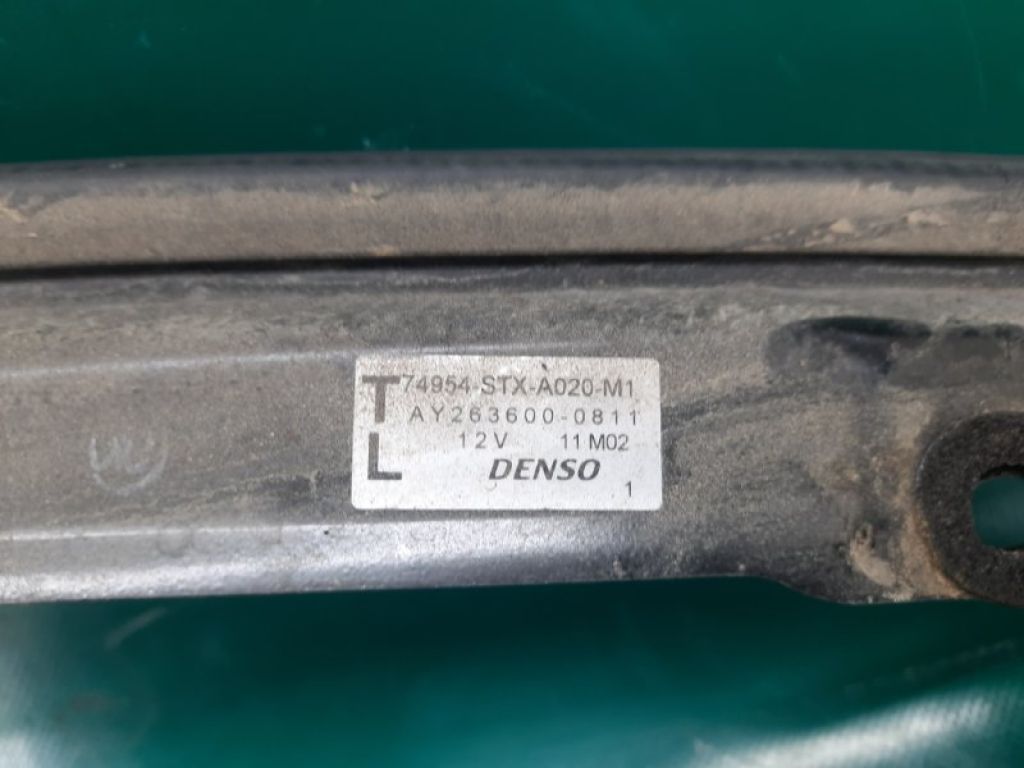 T 74954-STX-A020-M1
AY263600-0811
12V 11 M02
L DENSO
1